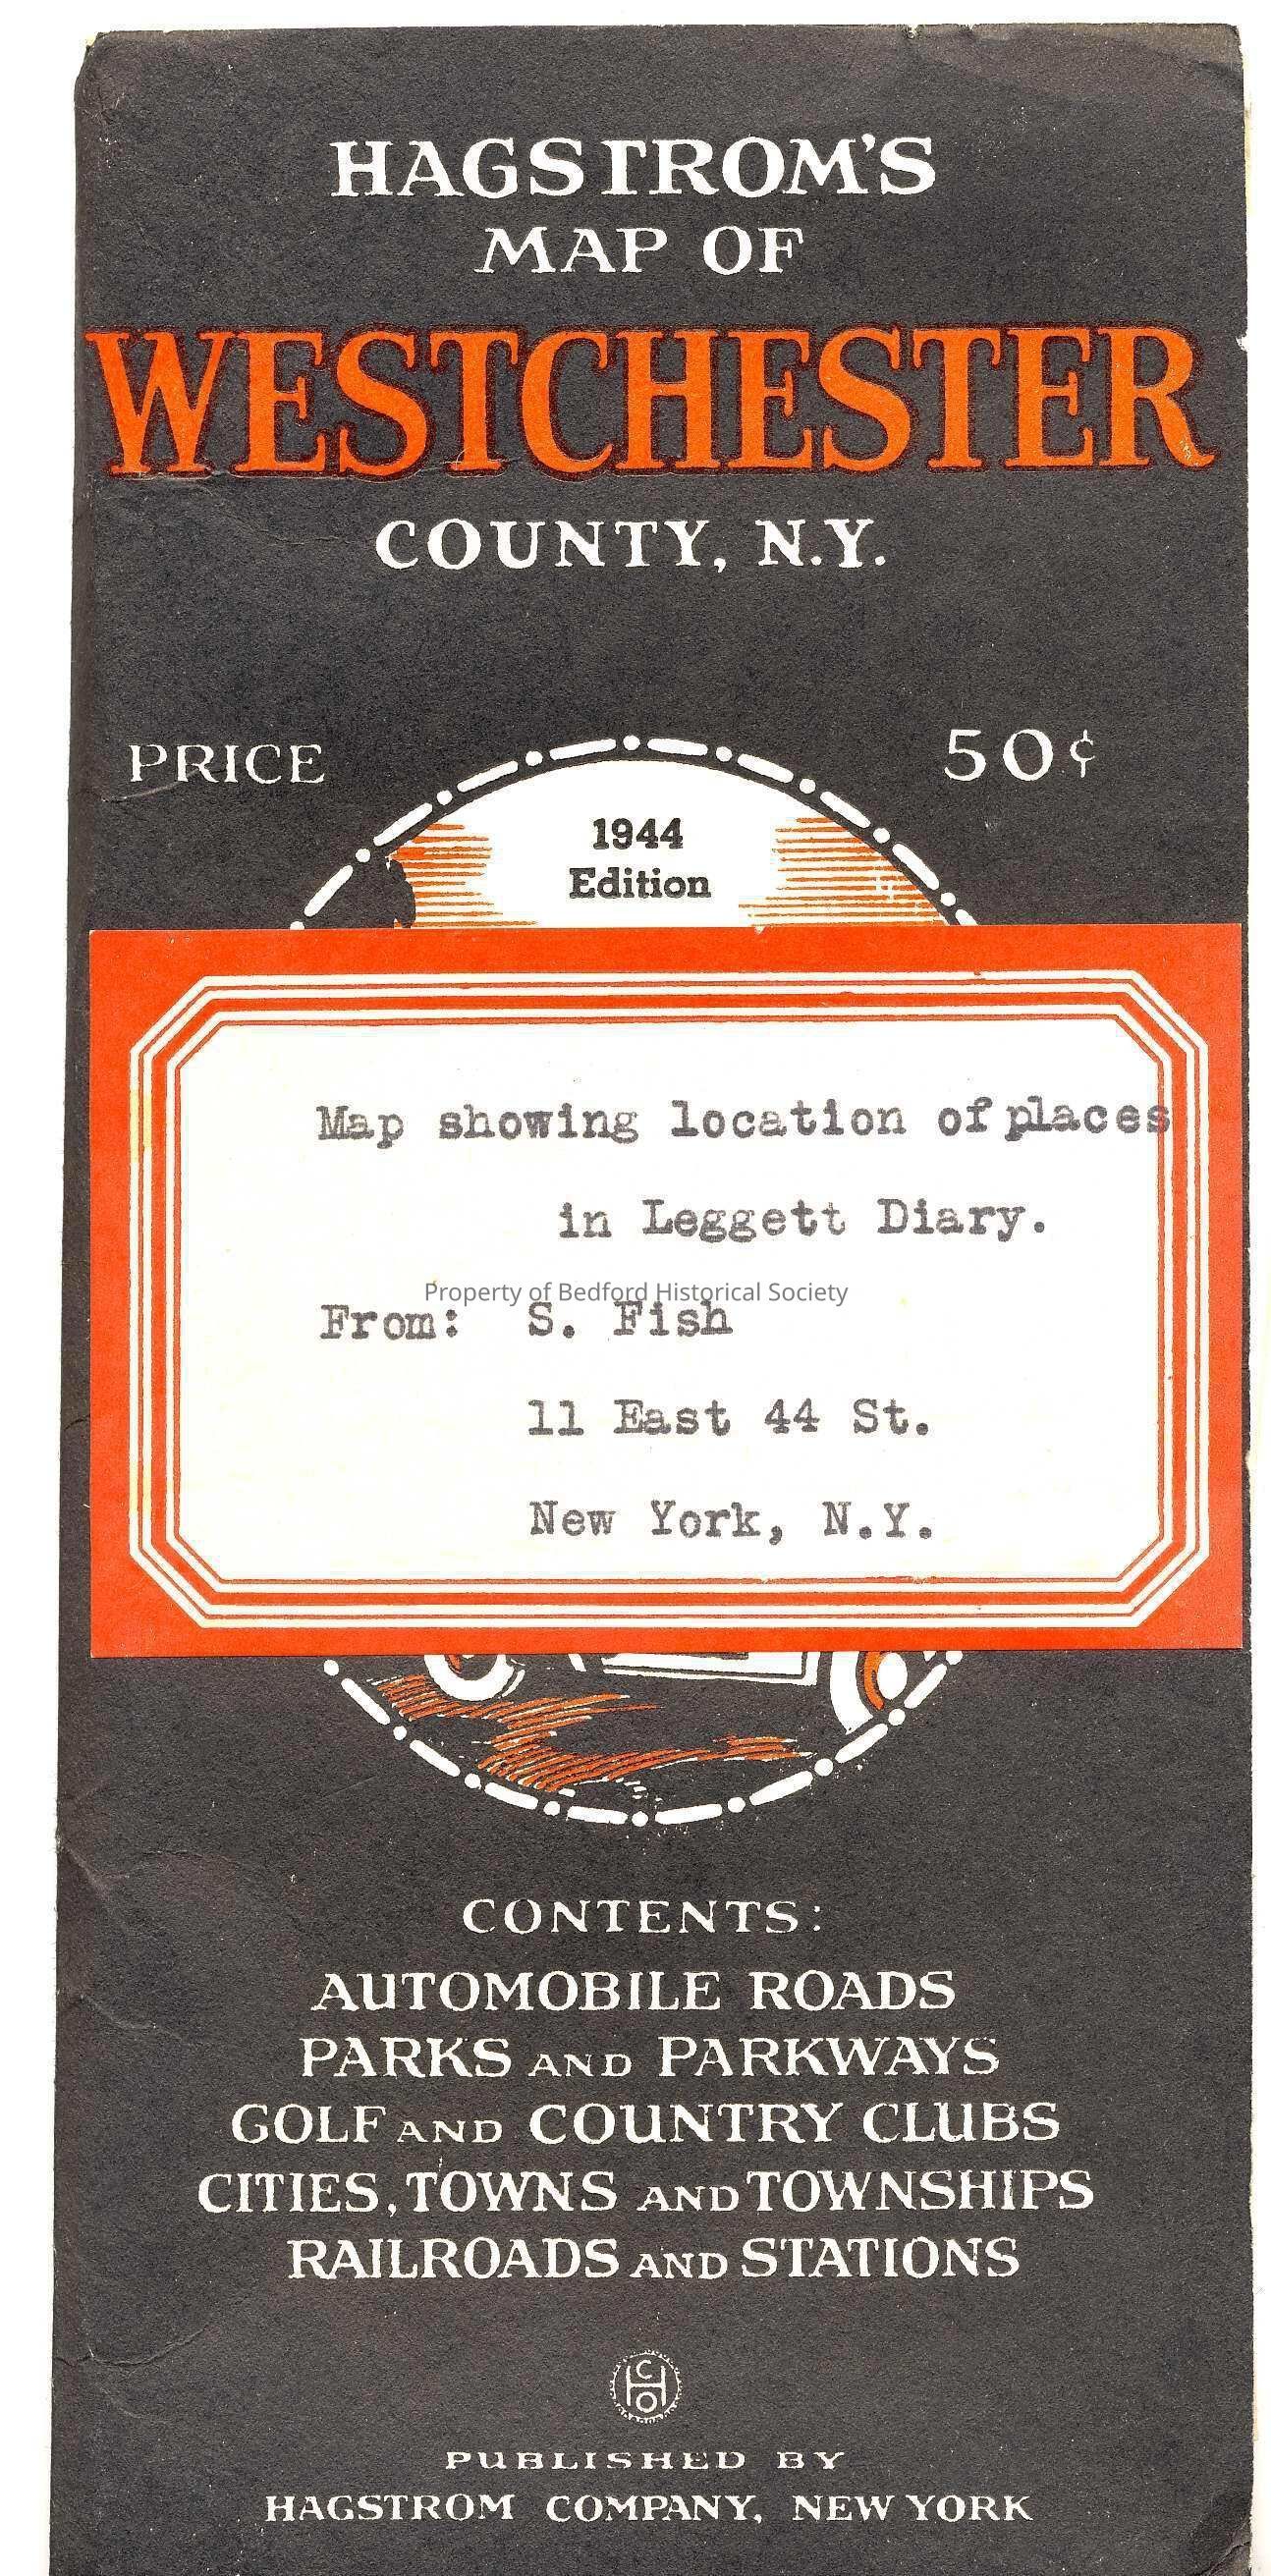 HAGSTROM'S
MAP OF
WESTCHESTER
COUNTY, N.Y.
PRICE 50¢
1944
Edition
Map showing location of places
in Leggett Diary.
Property of Bedford Historical Society
From: S. Fish
11 East 44 St.
New York, N.Y.
CONTENTS:
AUTOMOBILE ROADS
PARKS AND PARKWAYS
GOLF AND COUNTRY CLUBS
CITIES, TOWNS AND TOWNSHIPS
RAILROADS AND STATIONS
H CO
PUBLISHED BY
HAGSTROM COMPANY, NEW YORK